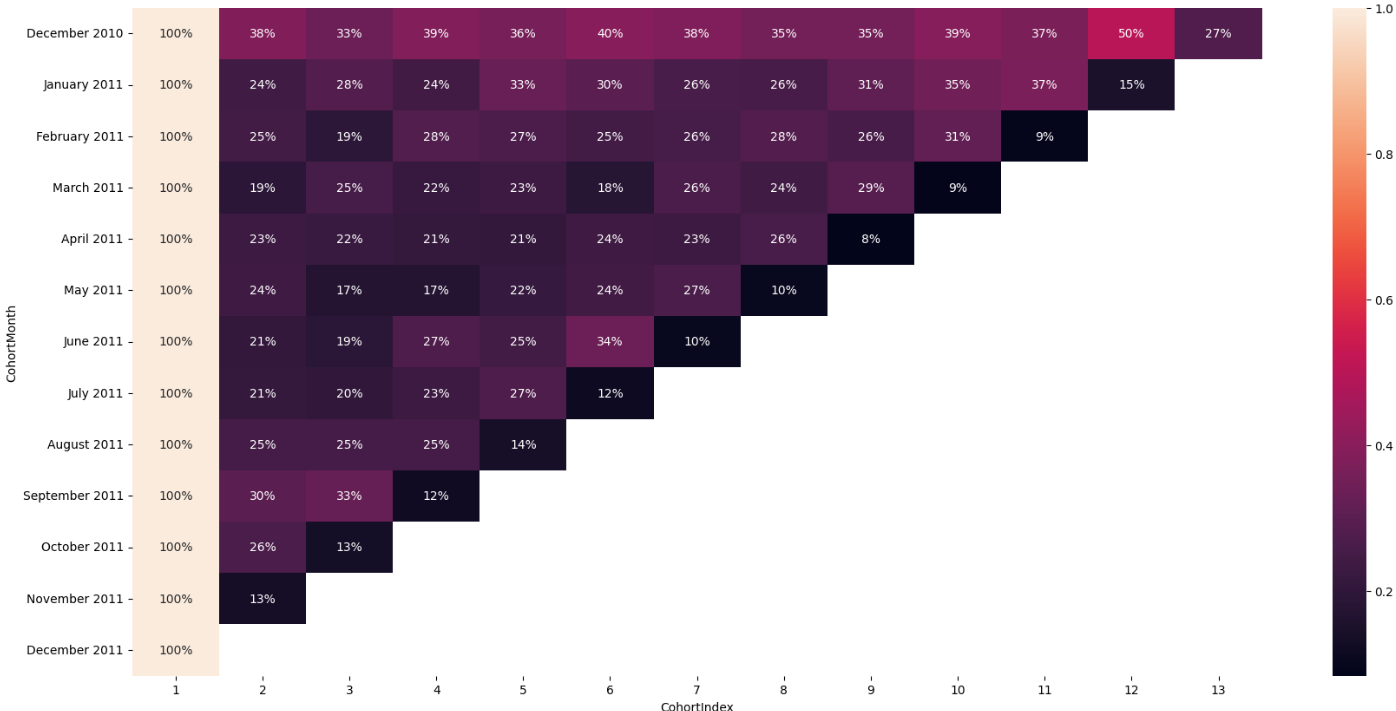 December 2010 100% 38% 33% 39% 36% 40% 38% 35% 35% 39% 37% 50% 27% 1.0
January 2011 100% 24% 28% 24% 33% 30% 26% 26% 31% 35% 37% 15%
February 2011 100% 25% 19% 28% 27% 25% 26% 28% 26% 31% 9%
0.8
March 2011 100% 19% 25% 22% 23% 18% 26% 24% 29% 9%
April 2011 100% 23% 22% 21% 21% 24% 23% 26% 8%
May 2011 100% 24% 17% 17% 22% 24% 27% 10%
0.6
CohortMonth
June 2011 100% 21% 19% 27% 25% 34% 10%
July 2011 100% 21% 20% 23% 27% 12%
August 2011 100% 25% 25% 25% 14%
0.4
September 2011 100% 30% 33% 12%
October 2011 100% 26% 13%
November 2011 100% 13%
0.2
December 2011 100%
1 2 3 4 5 6 7 8 9 10 11 12 13
CohortIndex